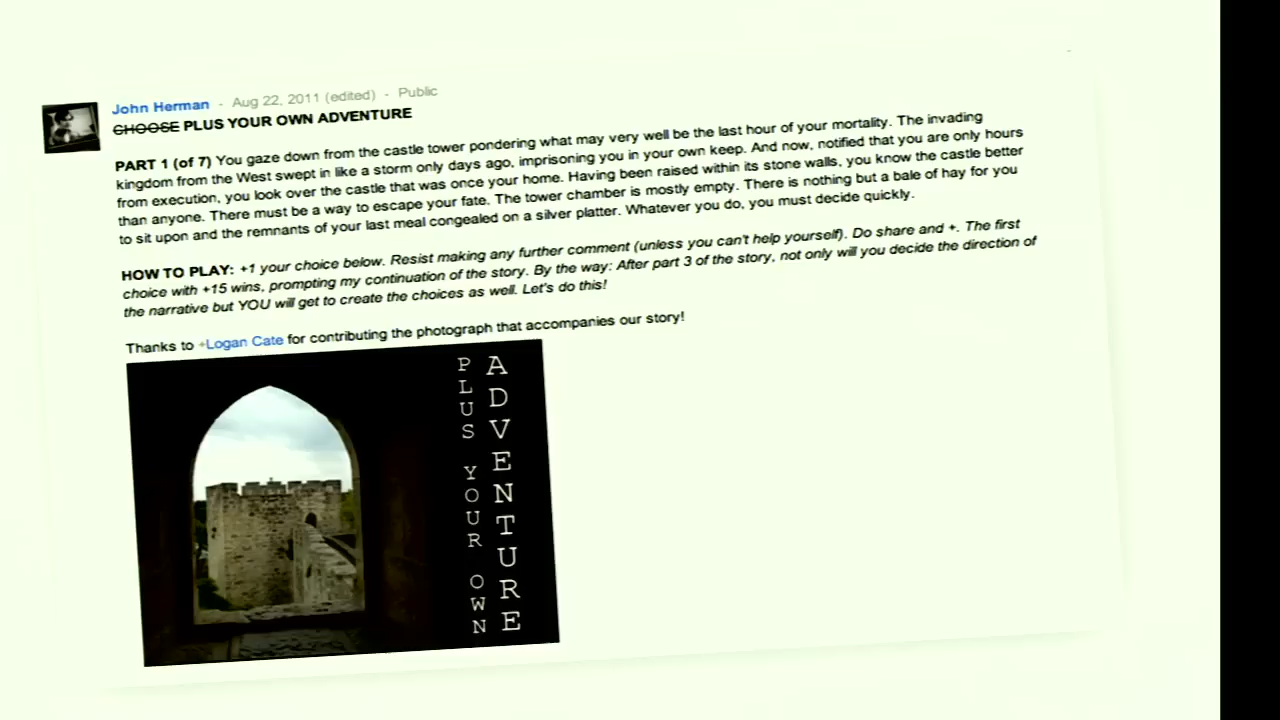 John Herman - Aug 22, 2011 (edited) - Public
CHOOSE PLUS YOUR OWN ADVENTURE
PART 1 (of 7) You gaze down from the castle tower pondering what may very well be the last hour of your mortality. The invading
kingdom from the West swept in like a storm only days ago, imprisoning you in your own keep. And now, notified that you are only hours
from execution, you look over the castle that was once your home. Having been raised within its stone walls, you know the castle better
than anyone. There must be a way to escape your fate. The tower chamber is mostly empty. There is nothing but a bale of hay for you
to sit upon and the remnants of your last meal congealed on a silver platter. Whatever you do, you must decide quickly.
HOW TO PLAY: +1 your choice below. Resist making any further comment (unless you can't help yourself). Do share and +. The first
choice with +15 wins, prompting my continuation of the story. By the way: After part 3 of the story, not only will you decide the direction of
the narrative but YOU will get to create the choices as well. Let's do this!
Thanks to +Logan Cate for contributing the photograph that accompanies our story!
PLUS YOUR OWN
ADVENTURE